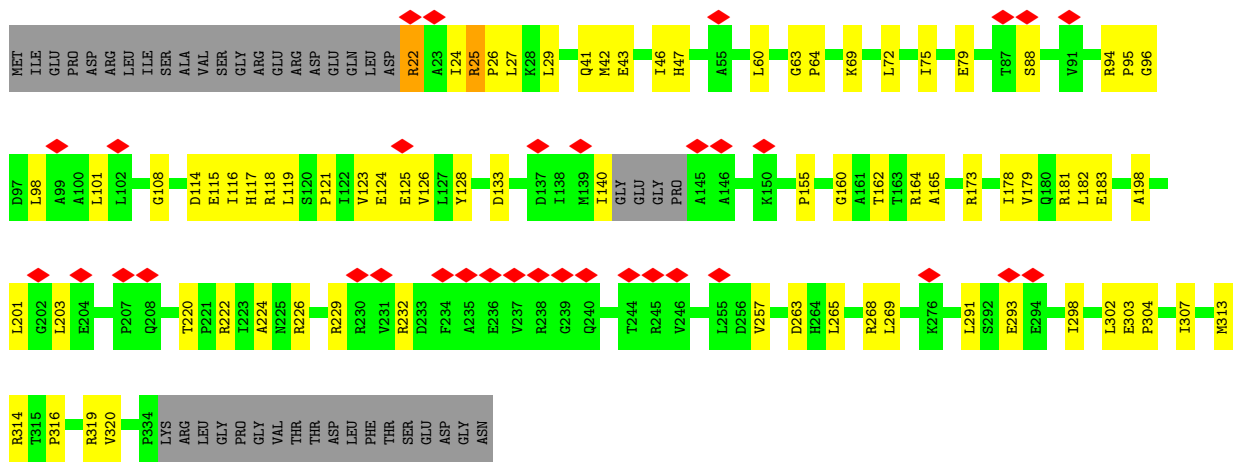 MET ILE GLU PRO ASP ARG LEU ILE SER ALA VAL SER GLY ARG GLU ARG ASP GLU GLN LEU ASP R22 A23 I24 R25 P26 L27 K28 L29 Q41 M42 E43 I46 H47 A55 L60 G63 P64 K69 L72 I75 E79 T87 S88 V91 R94 P95 G96
D97 L98 A99 A100 L101 L102 G108 D114 E115 I116 H117 R118 L119 S120 P121 I122 V123 E124 E125 V126 L127 Y128 D133 D137 I138 M139 I140 GLY GLU GLY PRO A145 A146 K150 P155 G160 A161 T162 T163 R164 A165 R173 I178 V179 Q180 R181 L182 E183 A198
L201 G202 L203 E204 P207 Q208 T220 P221 R222 I223 A224 N225 R226 R229 R230 V231 R232 D233 F234 A235 E236 V237 R238 G239 Q240 T244 R245 V246 L255 D256 V257 D263 H264 L265 R268 L269 K276 L291 S292 E293 E294 I298 L302 E303 P304 I307 M313
R314 T315 P316 R319 V320 P334 LYS ARG LEU GLY PRO GLY VAL THR THR ASP LEU PHE THR SER GLU ASP GLY ASN